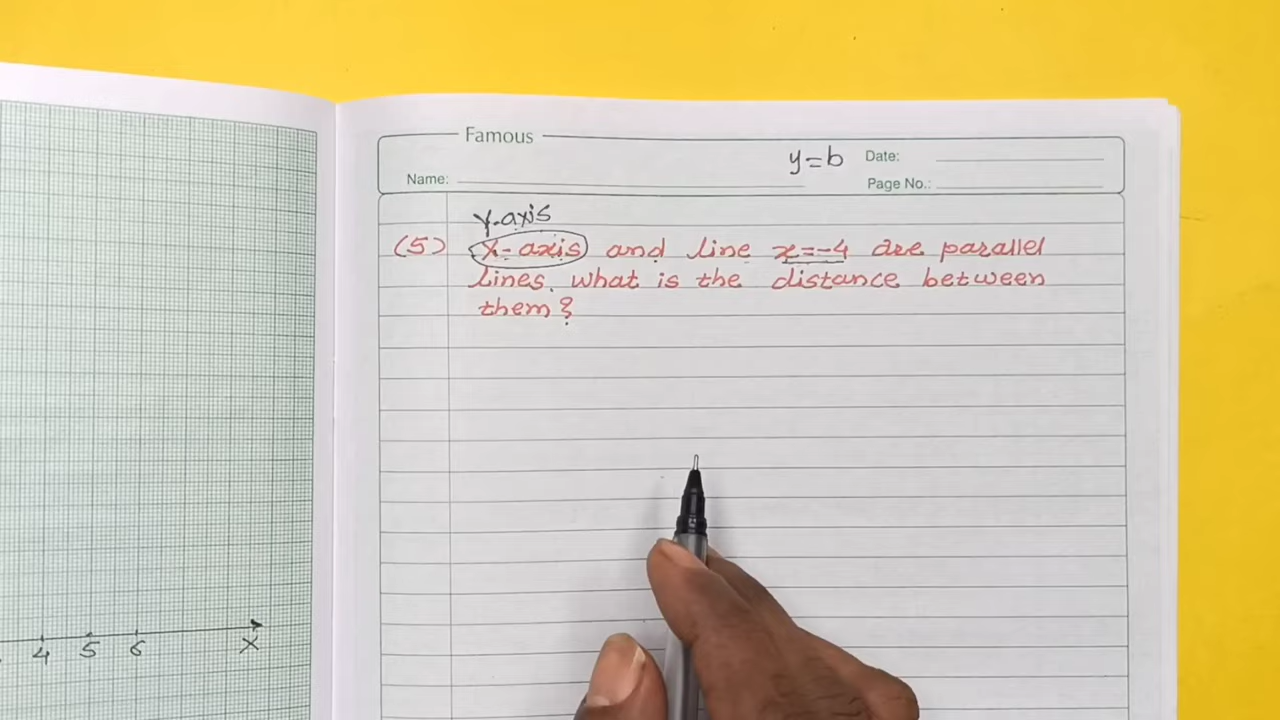 Famous
y=b
Date:
Name:
Page No.:
Y-axis
(5) X-axis and line x=-4 are parallel
lines. what is the distance between
them?
4 5 6 X